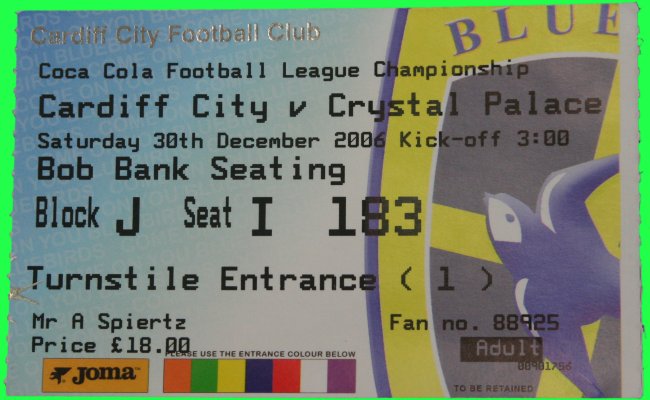 Cardiff City Football Club
BLUE
Coca Cola Football League Championship
Cardiff City v Crystal Palace
Saturday 30th December 2006 Kick-off 3:00
Bob Bank Seating
Block J Seat I 183
Turnstile Entrance ( 1 )
Mr A Spiertz Fan no. 88925
Price £18.00
PLEASE USE THE ENTRANCE COLOUR BELOW
Adult
Joma
TO BE RETAINED